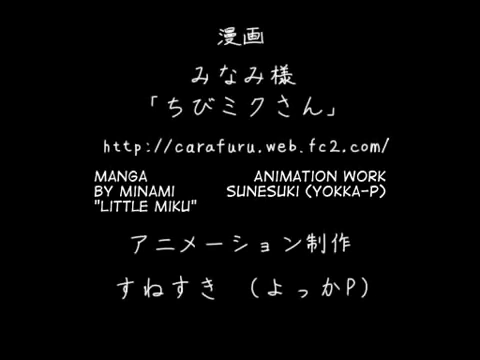 漫画
みなみ様
「ちびミクさん」
http://carafuru.web.fc2.com/
MANGA
BY MINAMI
"LITTLE MIKU"
ANIMATION WORK
SUNESUKI (YOKKA-P)
アニメーション制作
すねすき (よっかP)